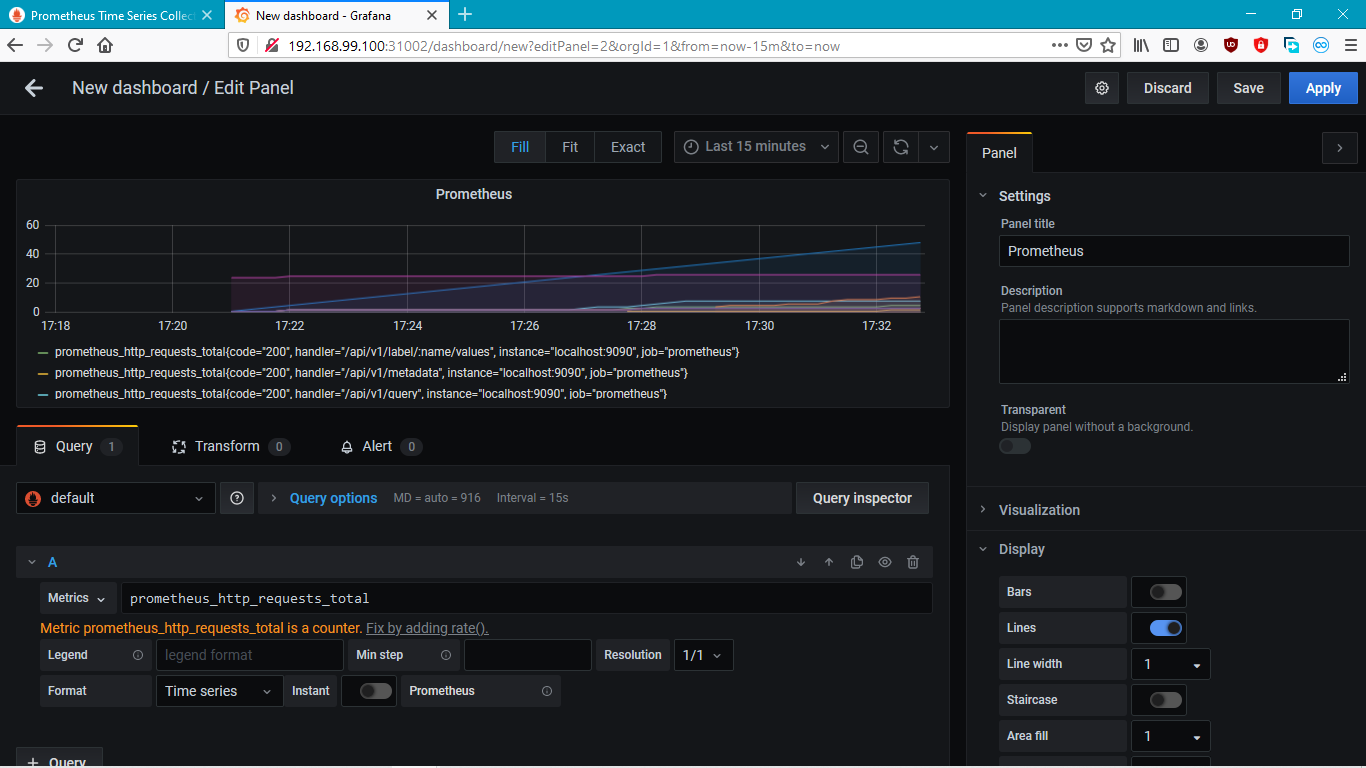 Prometheus Time Series Collec
New dashboard - Grafana
192.168.99.100:31002/dashboard/new?editPanel=2&orgId=1&from=now-15m&to=now
New dashboard / Edit Panel
Discard
Save
Apply
Fill
Fit
Exact
Last 15 minutes
Prometheus
60
40
20
0
17:18 17:20 17:22 17:24 17:26 17:28 17:30 17:32
prometheus_http_requests_total{code="200", handler="/api/v1/label/:name/values", instance="localhost:9090", job="prometheus"}
prometheus_http_requests_total{code="200", handler="/api/v1/metadata", instance="localhost:9090", job="prometheus"}
prometheus_http_requests_total{code="200", handler="/api/v1/query", instance="localhost:9090", job="prometheus"}
Query 1
Transform 0
Alert 0
default
Query options MD = auto = 916 Interval = 15s
Query inspector
A
Metrics
prometheus_http_requests_total
Metric prometheus_http_requests_total is a counter. Fix by adding rate().
Legend
legend format
Min step
Resolution
1/1
Format
Time series
Instant
Prometheus
+ Query
Panel
Settings
Panel title
Prometheus
Description
Panel description supports markdown and links.
Transparent
Display panel without a background.
Visualization
Display
Bars
Lines
Line width
1
Staircase
Area fill
1